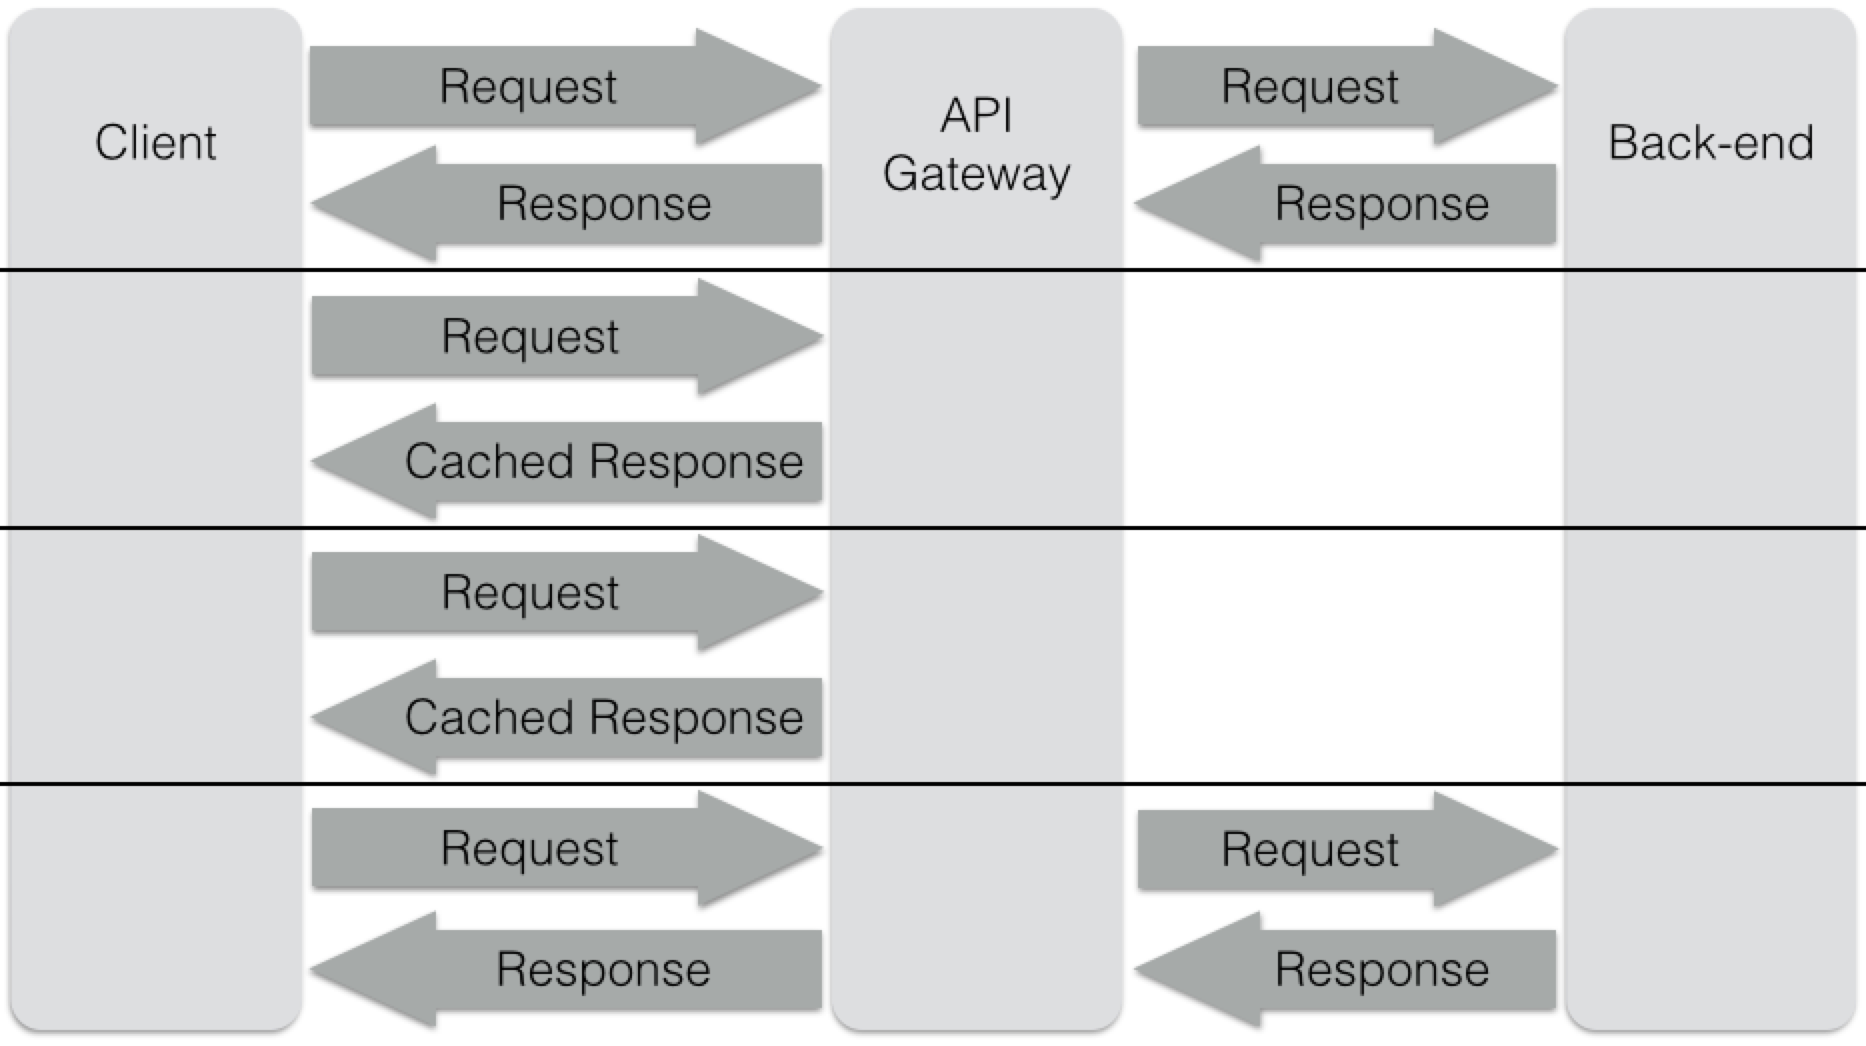 Client
Request
Response
API
Gateway
Request
Response
Back-end
Request
Cached Response
Request
Cached Response
Request
Response
Request
Response